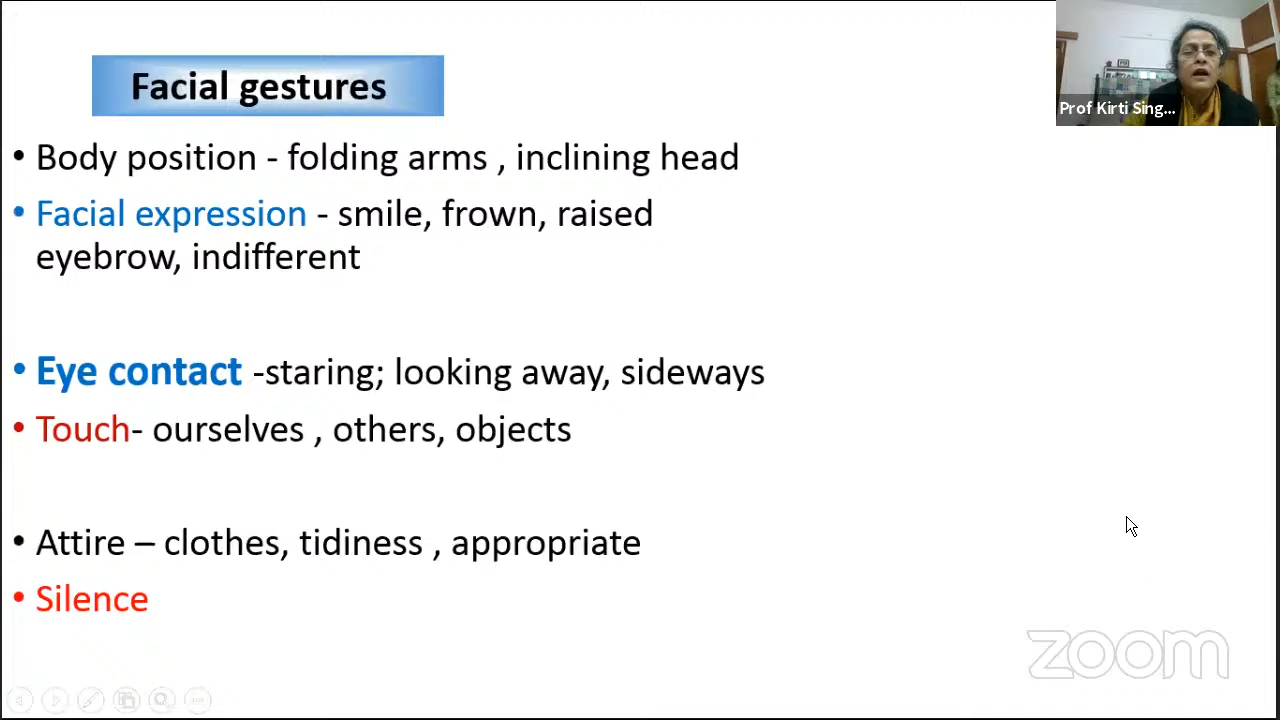 Facial gestures
Prof Kirti Sing...
• Body position - folding arms , inclining head
• Facial expression - smile, frown, raised
eyebrow, indifferent
• Eye contact -staring; looking away, sideways
• Touch- ourselves , others, objects
• Attire – clothes, tidiness , appropriate
• Silence
zoom